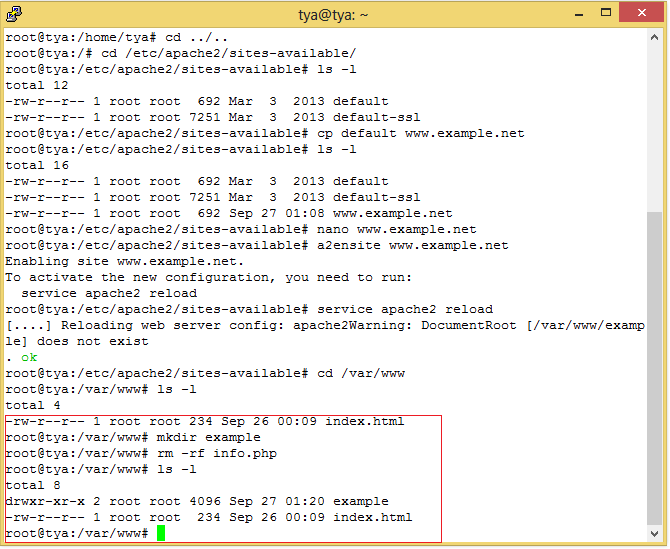 tya@tya: ~
root@tya:/home/tya# cd ../..
root@tya:/# cd /etc/apache2/sites-available/
root@tya:/etc/apache2/sites-available# ls -l
total 12
-rw-r--r-- 1 root root  692 Mar  3  2013 default
-rw-r--r-- 1 root root 7251 Mar  3  2013 default-ssl
root@tya:/etc/apache2/sites-available# cp default www.example.net
root@tya:/etc/apache2/sites-available# ls -l
total 16
-rw-r--r-- 1 root root  692 Mar  3  2013 default
-rw-r--r-- 1 root root 7251 Mar  3  2013 default-ssl
-rw-r--r-- 1 root root  692 Sep 27 01:08 www.example.net
root@tya:/etc/apache2/sites-available# nano www.example.net
root@tya:/etc/apache2/sites-available# a2ensite www.example.net
Enabling site www.example.net.
To activate the new configuration, you need to run:
  service apache2 reload
root@tya:/etc/apache2/sites-available# service apache2 reload
[....] Reloading web server config: apache2Warning: DocumentRoot [/var/www/examp
le] does not exist
. ok
root@tya:/etc/apache2/sites-available# cd /var/www
root@tya:/var/www# ls -l
total 4
-rw-r--r-- 1 root root 234 Sep 26 00:09 index.html
root@tya:/var/www# mkdir example
root@tya:/var/www# rm -rf info.php
root@tya:/var/www# ls -l
total 8
drwxr-xr-x 2 root root 4096 Sep 27 01:20 example
-rw-r--r-- 1 root root  234 Sep 26 00:09 index.html
root@tya:/var/www#